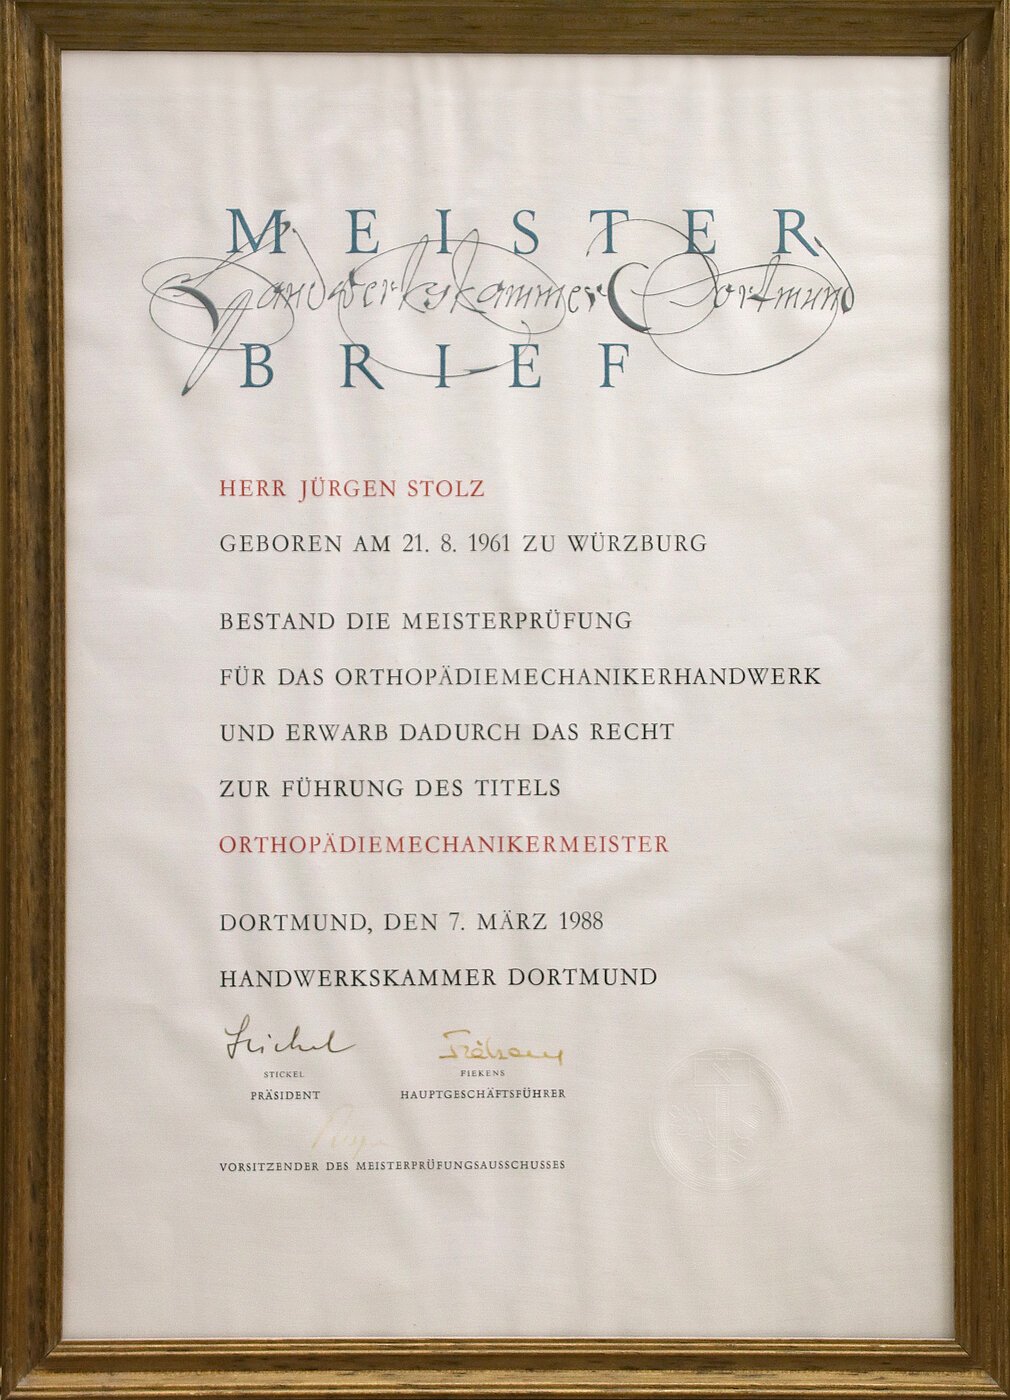 MEISTER
Handwerkskammer Dortmund
BRIEF
HERR JÜRGEN STOLZ
GEBOREN AM 21. 8. 1961 ZU WÜRZBURG
BESTAND DIE MEISTERPRÜFUNG
FÜR DAS ORTHOPÄDIEMECHANIKERHANDWERK
UND ERWARB DADURCH DAS RECHT
ZUR FÜHRUNG DES TITELS
ORTHOPÄDIEMECHANIKERMEISTER
DORTMUND, DEN 7. MÄRZ 1988
HANDWERKSKAMMER DORTMUND
Stickel
STICKEL FIEKENS
PRÄSIDENT HAUPTGESCHÄFTSFÜHRER
VORSITZENDER DES MEISTERPRÜFUNGSAUSSCHUSSES